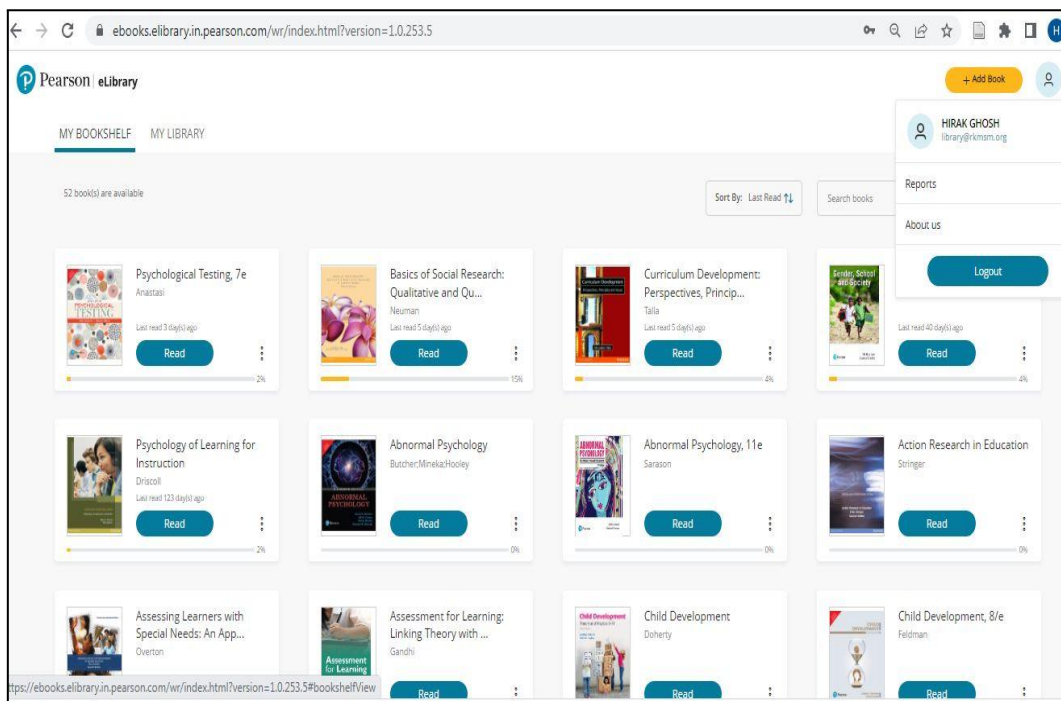 ebooks.elibrary.in.pearson.com/wr/index.html?version=1.0.253.5
H
Pearson | eLibrary
+ Add Book
MY BOOKSHELF MY LIBRARY
HIRAK GHOSH
library@rkmsm.org
Reports
About us
Logout
52 book(s) are available
Sort By: Last Read
Search books
Psychological Testing, 7e
Anastasi
Last read 3 day(s) ago
Read
2%
PSYCHOLOGICAL
TESTING
Basics of Social Research:
Qualitative and Qu...
Neuman
Last read 5 day(s) ago
Read
15%
Curriculum Development:
Perspectives, Princip...
Talla
Last read 5 day(s) ago
Read
4%
Curriculum Development
Gender, School
and Society
Last read 40 day(s) ago
Read
4%
Psychology of Learning for
Instruction
Driscoll
Last read 123 day(s) ago
Read
2%
Abnormal Psychology
Butcher;Mineka;Hooley
Read
0%
ABNORMAL
PSYCHOLOGY
Abnormal Psychology, 11e
Sarason
Read
0%
ABNORMAL
PSYCHOLOGY
Action Research in Education
Stringer
Read
0%
Assessing Learners with
Special Needs: An App...
Overton
Assessment for Learning:
Linking Theory with ...
Gandhi
Read
Assessment
for Learning
Child Development
Doherty
Read
Child Development
Child Development, 8/e
Feldman
Read
ttps://ebooks.elibrary.in.pearson.com/wr/index.html?version=1.0.253.5#bookshelfView